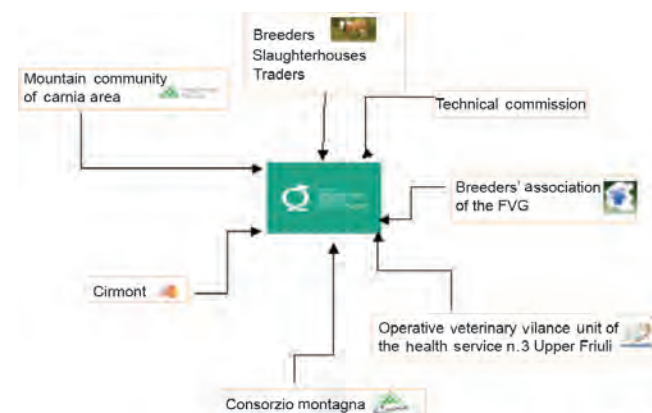 Breeders
Slaughterhouses
Traders
Mountain community
of carnia area
Technical commission
Breeders' association
of the FVG
Cirmont
Operative veterinary vilance unit of
the health service n.3 Upper Friuli
Consorzio montagna